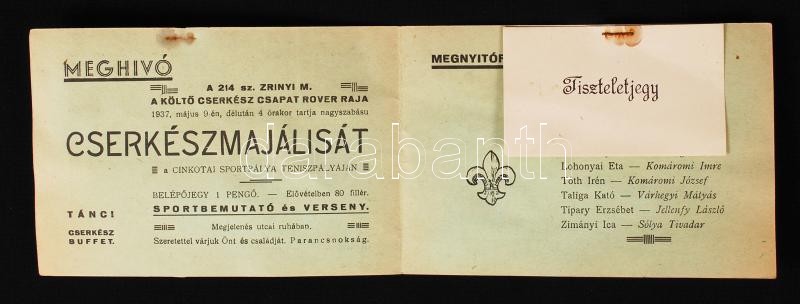 MEGHIVÓ
A 214 sz. ZRINYI M.
A KÖLTŐ CSERKÉSZ CSAPAT ROVER RAJA
1937, május 9-én, délután 4 órakor tartja nagyszabásu
CSERKÉSZMAJÁLISÁT
a CINKOTAI SPORTPÁLYA TENISZPÁLYÁJÁN
BELÉPŐJEGY 1 PENGŐ. — Elővételben 80 fillér.
SPORTBEMUTATÓ és VERSENY.
TÁNC!
CSERKÉSZ
BUFFET.
Megjelenés utcai ruhában,
Szeretettel várjuk Önt és családját. Parancsnokság.
MEGNYITÓ
Tiszteletjegy
Lohonyai Eta — Komáromi Imre
Tóth Irén — Komáromi József
Taliga Kató — Várhegyi Mátyás
Tipary Erzsébet — Jellenfy László
Zimányi Ica — Sólya Tivadar
darabanth